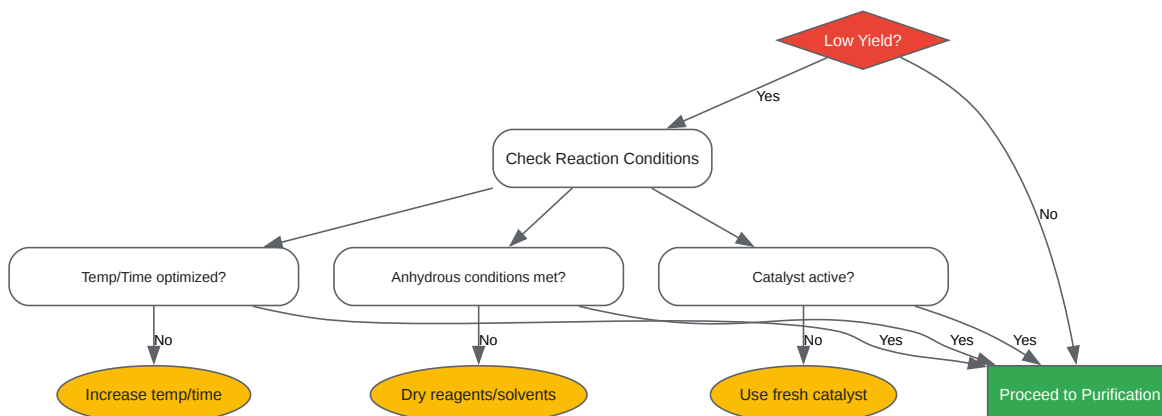 Low Yield?
Yes
Check Reaction Conditions
No
Temp/Time optimized?
Anhydrous conditions met?
Catalyst active?
No
Yes
No
Yes
No
Yes
Increase temp/time
Dry reagents/solvents
Use fresh catalyst
Proceed to Purification